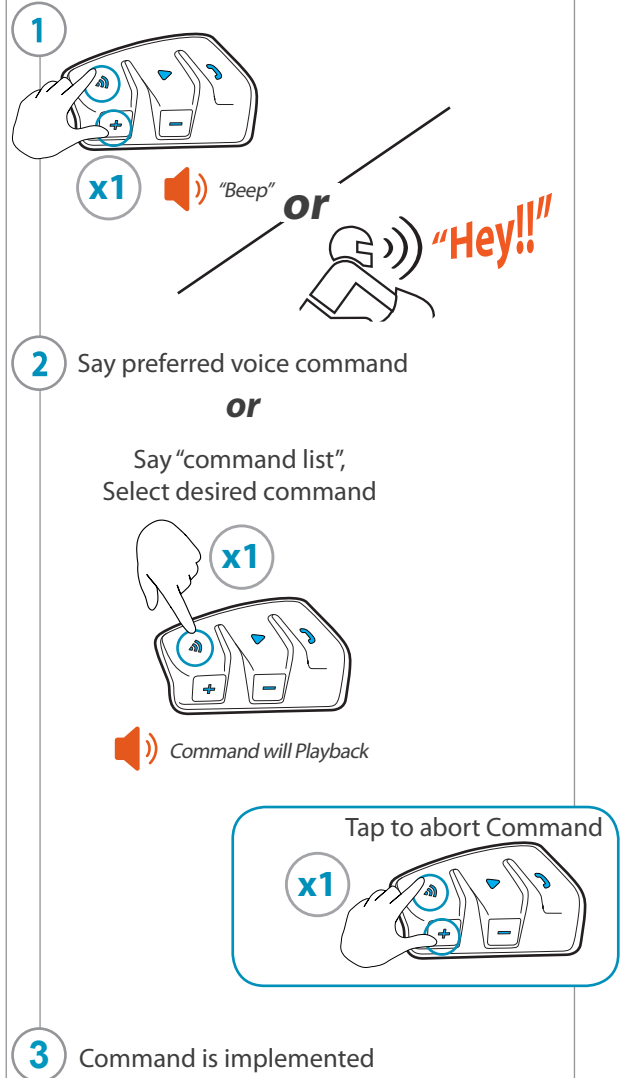 1
x1
"Beep"
or
"Hey!!"
2
Say preferred voice command
or
Say "command list",
Select desired command
x1
Command will Playback
Tap to abort Command
x1
3
Command is implemented